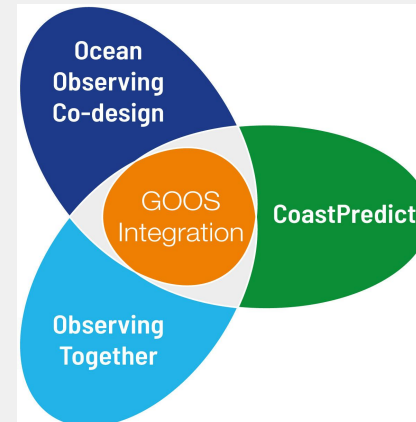 Ocean
Observing
Co-design
GOOS
Integration
CoastPredict
Observing
Together